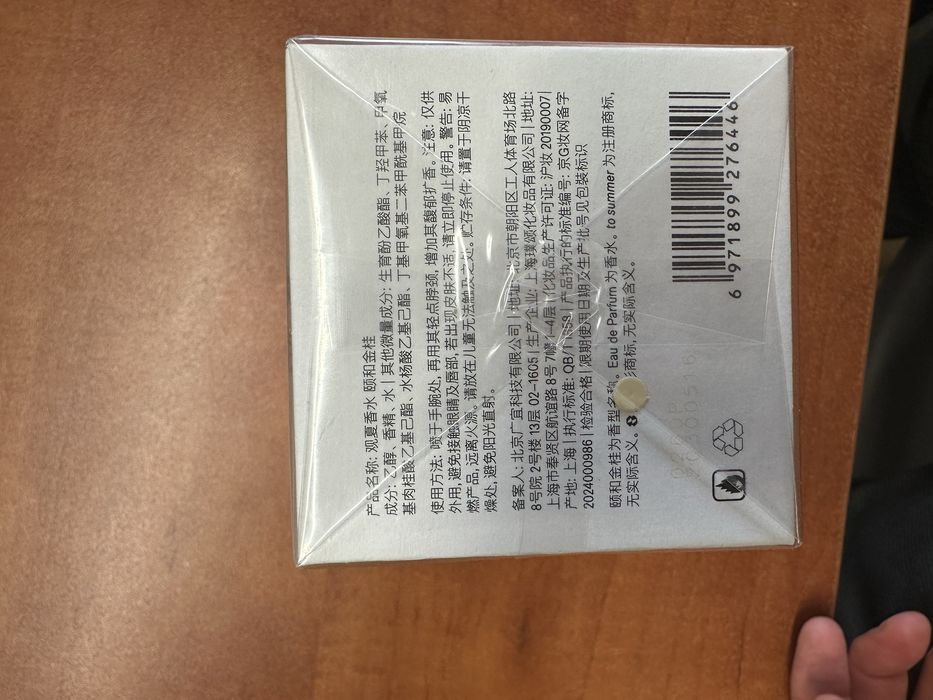 产品名称: 观夏香水 颐和金桂
成分: 乙醇、香精、水 | 其他微量成分: 生育酚乙酸酯、丁羟甲苯、甲氧
基肉桂酸乙基己酯、水杨酸乙基己酯、丁基甲氧基二苯甲酰基甲烷
使用方法: 喷于手腕处, 再用其轻点脖颈, 增加其馥郁扩香。注意: 仅供
外用, 避免接触眼睛及唇部, 若出现皮肤不适, 请立即停止使用。警告: 易
燃产品, 远离火源。请放在儿童无法触及之处。贮存条件: 请置于阴凉干
燥处, 避免阳光直射。
备案人: 北京广宜科技有限公司 | 地址: 北京市朝阳区工人体育场北路
8号院 2号楼 13层 02-1605 | 生产企业: 上海璞颂化妆品有限公司 | 地址:
上海市奉贤区航谊路 8号 7幢 1-4层 | 化妆品生产许可证: 沪妆 20190007 |
产地: 上海 | 执行标准: QB/T 1858 | 产品执行的标准编号: 京G妆网备字
2024000986 | 检验合格 | 限期使用日期及生产批号见包装标识
颐和金桂为香型名称。Eau de Parfum 为香水。to summer 为注册商标,
无实际含义。 商标, 无实际含义。
6 971899 276446